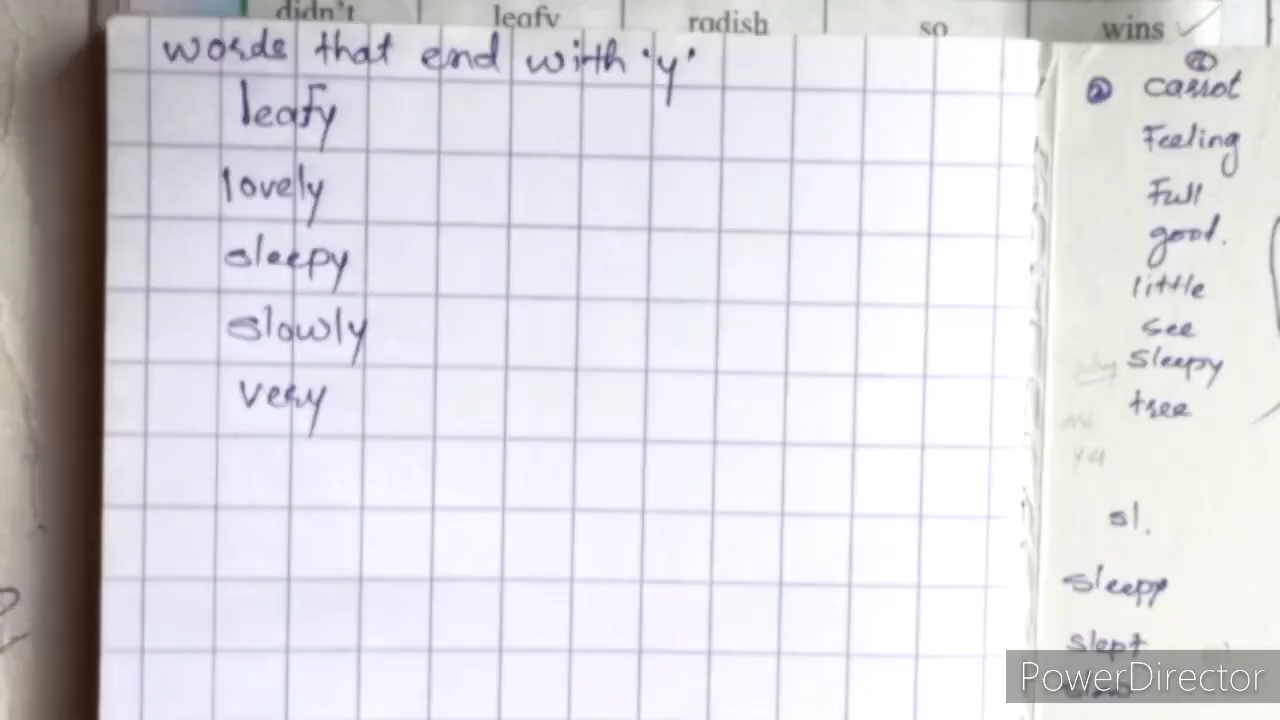 didn't leafy radish so wins
words that end with 'y'
leafy
lovely
sleepy
slowly
very
carrot
Feeling
Full
good.
little
see
sleepy
tree
sl.
sleepy
slept
PowerDirector